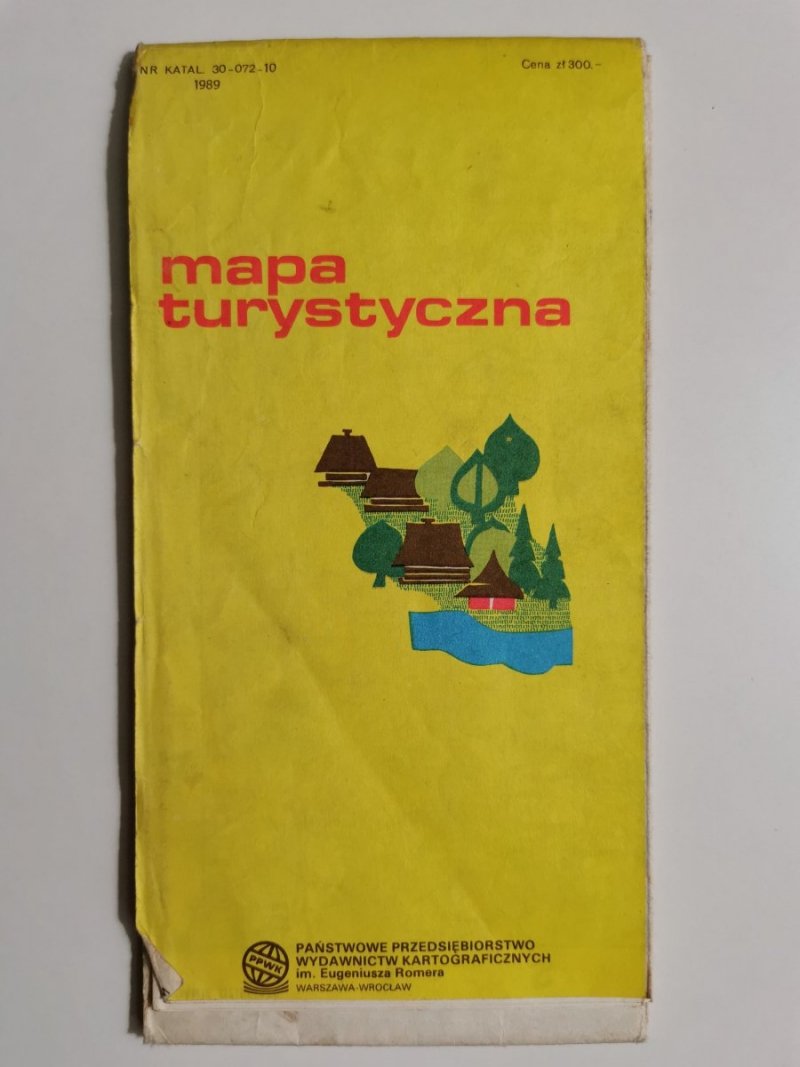 NR KATAL. 30-072-10
1989
Cena zł 300.-
mapa
turystyczna
PPWK
PAŃSTWOWE PRZEDSIĘBIORSTWO
WYDAWNICTW KARTOGRAFICZNYCH
im. Eugeniusza Romera
WARSZAWA-WROCŁAW